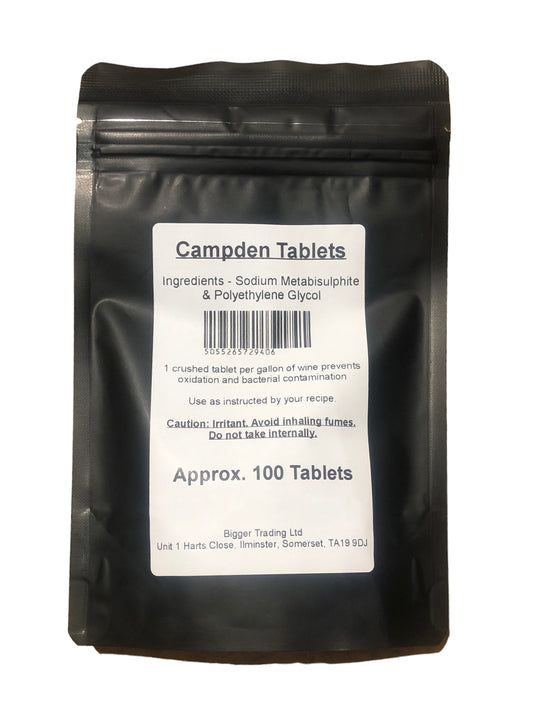 Campden Tablets
Ingredients - Sodium Metabisulphite
& Polyethylene Glycol
5055265729406
1 crushed tablet per gallon of wine prevents
oxidation and bacterial contamination
Use as instructed by your recipe.
Caution: Irritant. Avoid inhaling fumes.
Do not take internally.
Approx. 100 Tablets
Bigger Trading Ltd
Unit 1 Harts Close, Ilminster, Somerset, TA19 9DJ